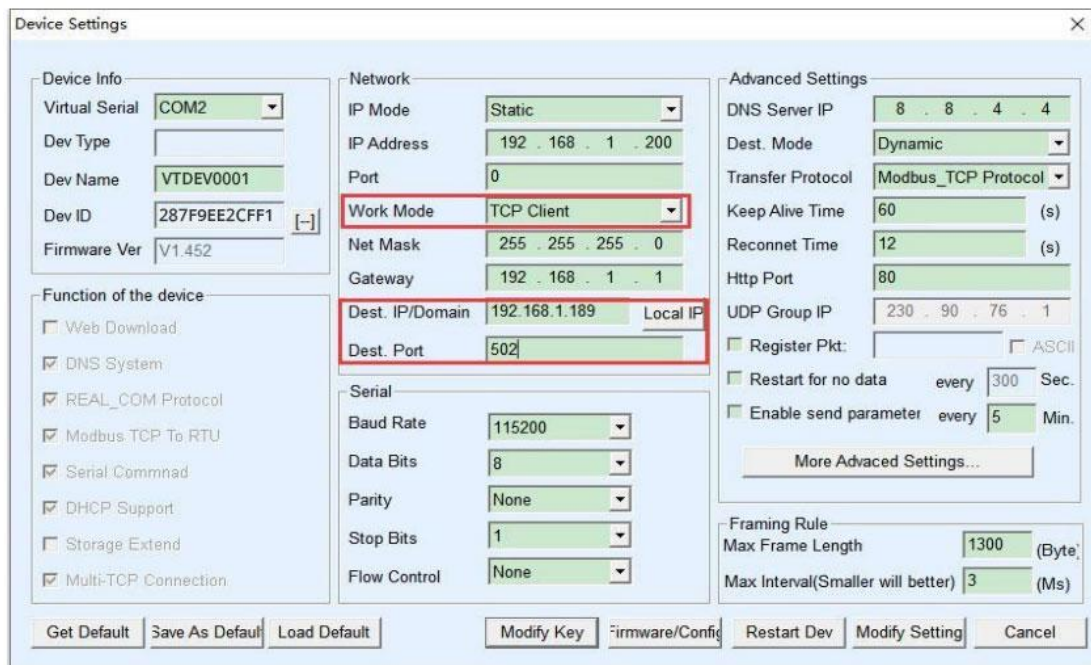 Device Settings
Device Info
Virtual Serial COM2
Dev Type
Dev Name VTDEV0001
Dev ID 287F9EE2CFF1 [--]
Firmware Ver V1.452
Function of the device
Web Download
DNS System
REAL_COM Protocol
Modbus TCP To RTU
Serial Commnad
DHCP Support
Storage Extend
Multi-TCP Connection
Network
IP Mode Static
IP Address 192 . 168 . 1 . 200
Port 0
Work Mode TCP Client
Net Mask 255 . 255 . 255 . 0
Gateway 192 . 168 . 1 . 1
Dest. IP/Domain 192.168.1.189 Local IP
Dest. Port 502
Serial
Baud Rate 115200
Data Bits 8
Parity None
Stop Bits 1
Flow Control None
Advanced Settings
DNS Server IP 8 . 8 . 4 . 4
Dest. Mode Dynamic
Transfer Protocol Modbus_TCP Protocol
Keep Alive Time 60 (s)
Reconnet Time 12 (s)
Http Port 80
UDP Group IP 230 . 90 . 76 . 1
Register Pkt: ASCII
Restart for no data every 300 Sec.
Enable send parameter every 5 Min.
More Advaced Settings...
Framing Rule
Max Frame Length 1300 (Byte)
Max Interval(Smaller will better) 3 (Ms)
Get Default Save As Defaul Load Default Modify Key Firmware/Config Restart Dev Modify Setting Cancel